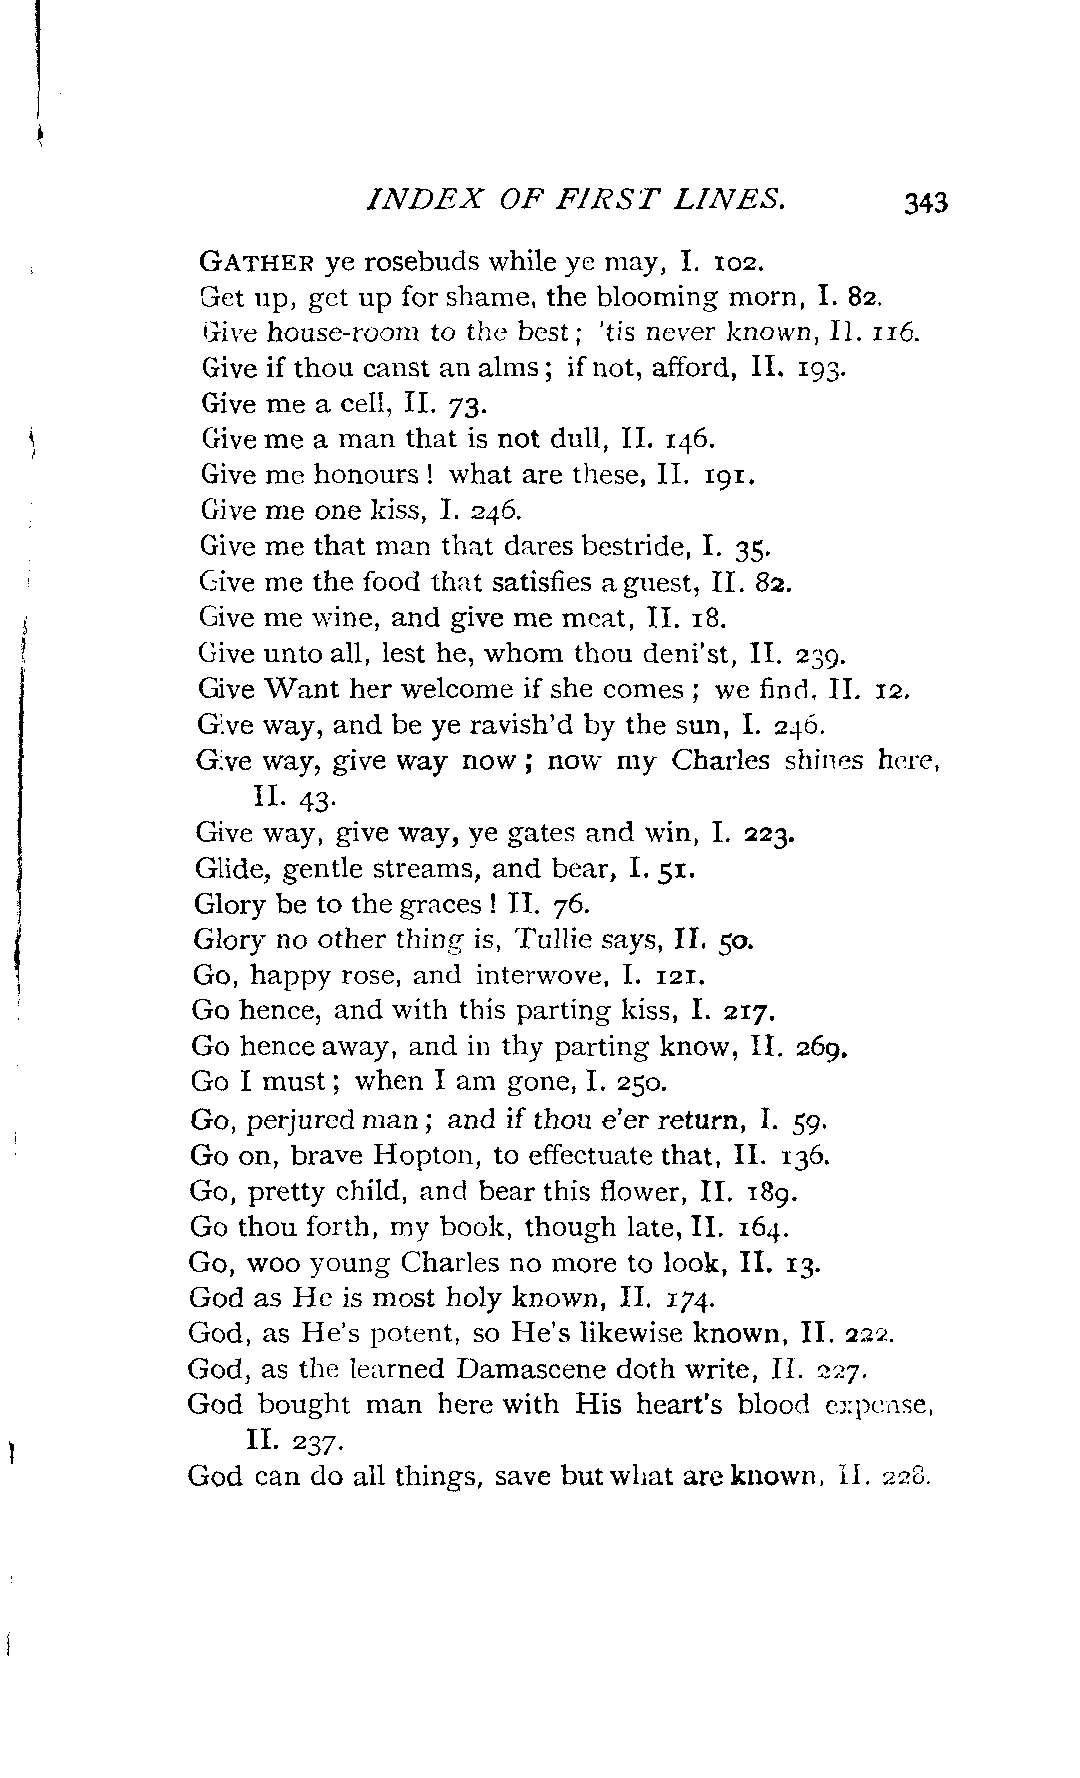 INDEX OF FIRST LINES. 343
GATHER ye rosebuds while ye may, I. 102.
Get up, get up for shame, the blooming morn, I. 82.
Give house-room to the best; 'tis never known, II. 116.
Give if thou canst an alms; if not, afford, II. 193.
Give me a cell, II. 73.
Give me a man that is not dull, II. 146.
Give me honours! what are these, II. 191.
Give me one kiss, I. 246.
Give me that man that dares bestride, I. 35.
Give me the food that satisfies a guest, II. 82.
Give me wine, and give me meat, II. 18.
Give unto all, lest he, whom thou deni'st, II. 239.
Give Want her welcome if she comes; we find, II. 12.
Give way, and be ye ravish'd by the sun, I. 246.
Give way, give way now; now my Charles shines here,
II. 43.
Give way, give way, ye gates and win, I. 223.
Glide, gentle streams, and bear, I. 51.
Glory be to the graces! II. 76.
Glory no other thing is, Tullie says, II. 50.
Go, happy rose, and interwove, I. 121.
Go hence, and with this parting kiss, I. 217.
Go hence away, and in thy parting know, II. 269.
Go I must; when I am gone, I. 250.
Go, perjured man; and if thou e'er return, I. 59.
Go on, brave Hopton, to effectuate that, II. 136.
Go, pretty child, and bear this flower, II. 189.
Go thou forth, my book, though late, II. 164.
Go, woo young Charles no more to look, II. 13.
God as He is most holy known, II. 174.
God, as He's potent, so He's likewise known, II. 222.
God, as the learned Damascene doth write, II. 227.
God bought man here with His heart's blood expense,
II. 237.
God can do all things, save but what are known, II. 228.